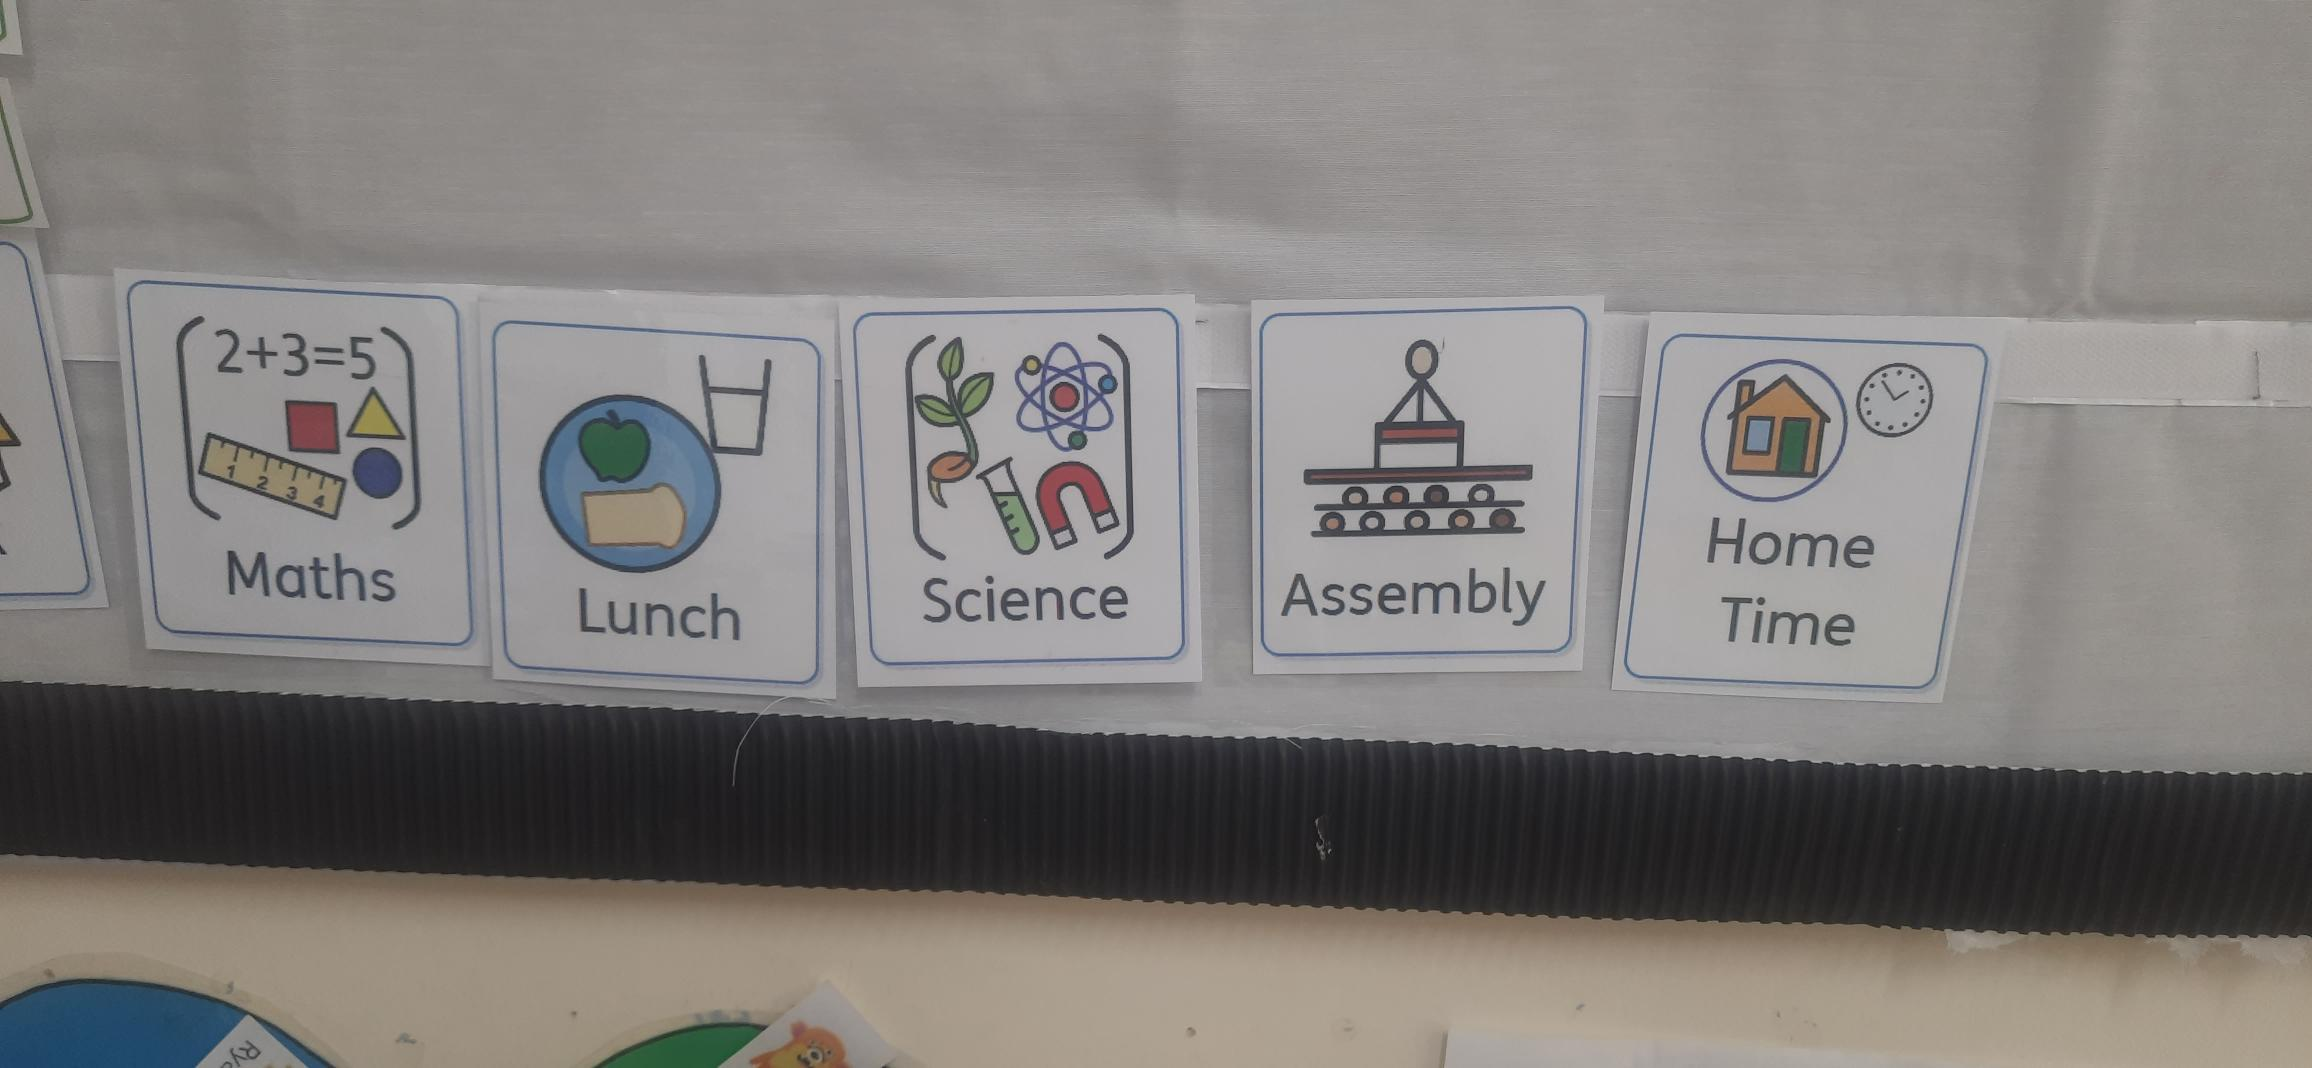 2+3=5
1 2 3 4
Maths
Lunch
Science
Assembly
Home
Time